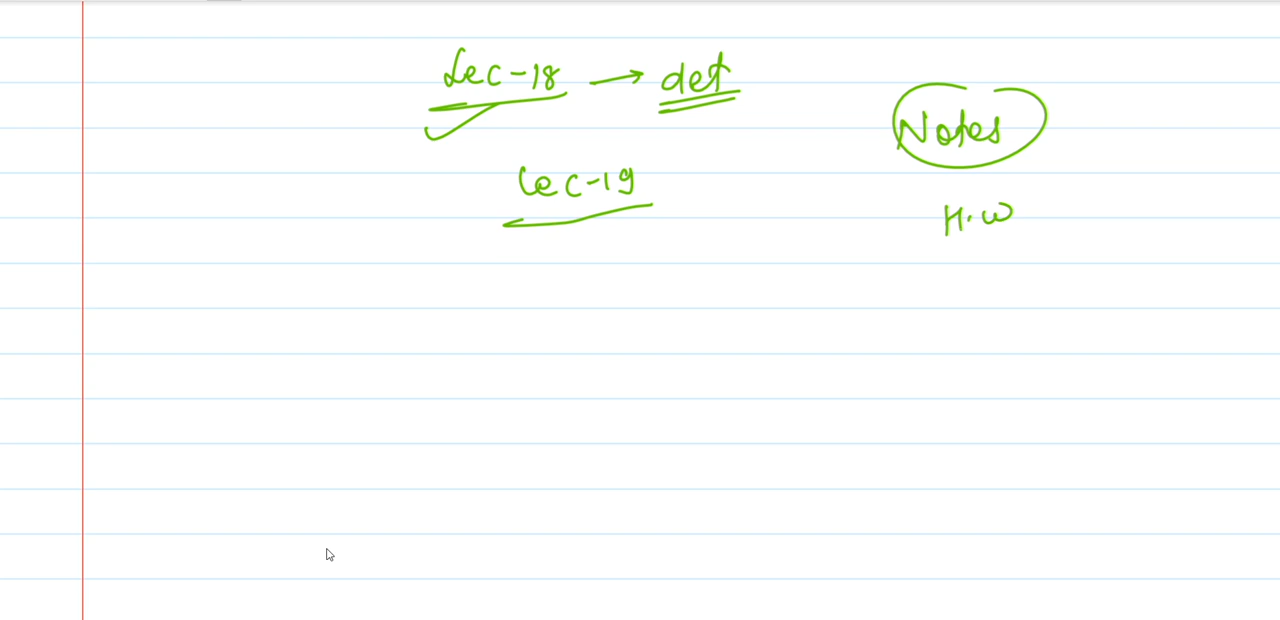 Lec-18 → det
Notes
Lec-19
H.W